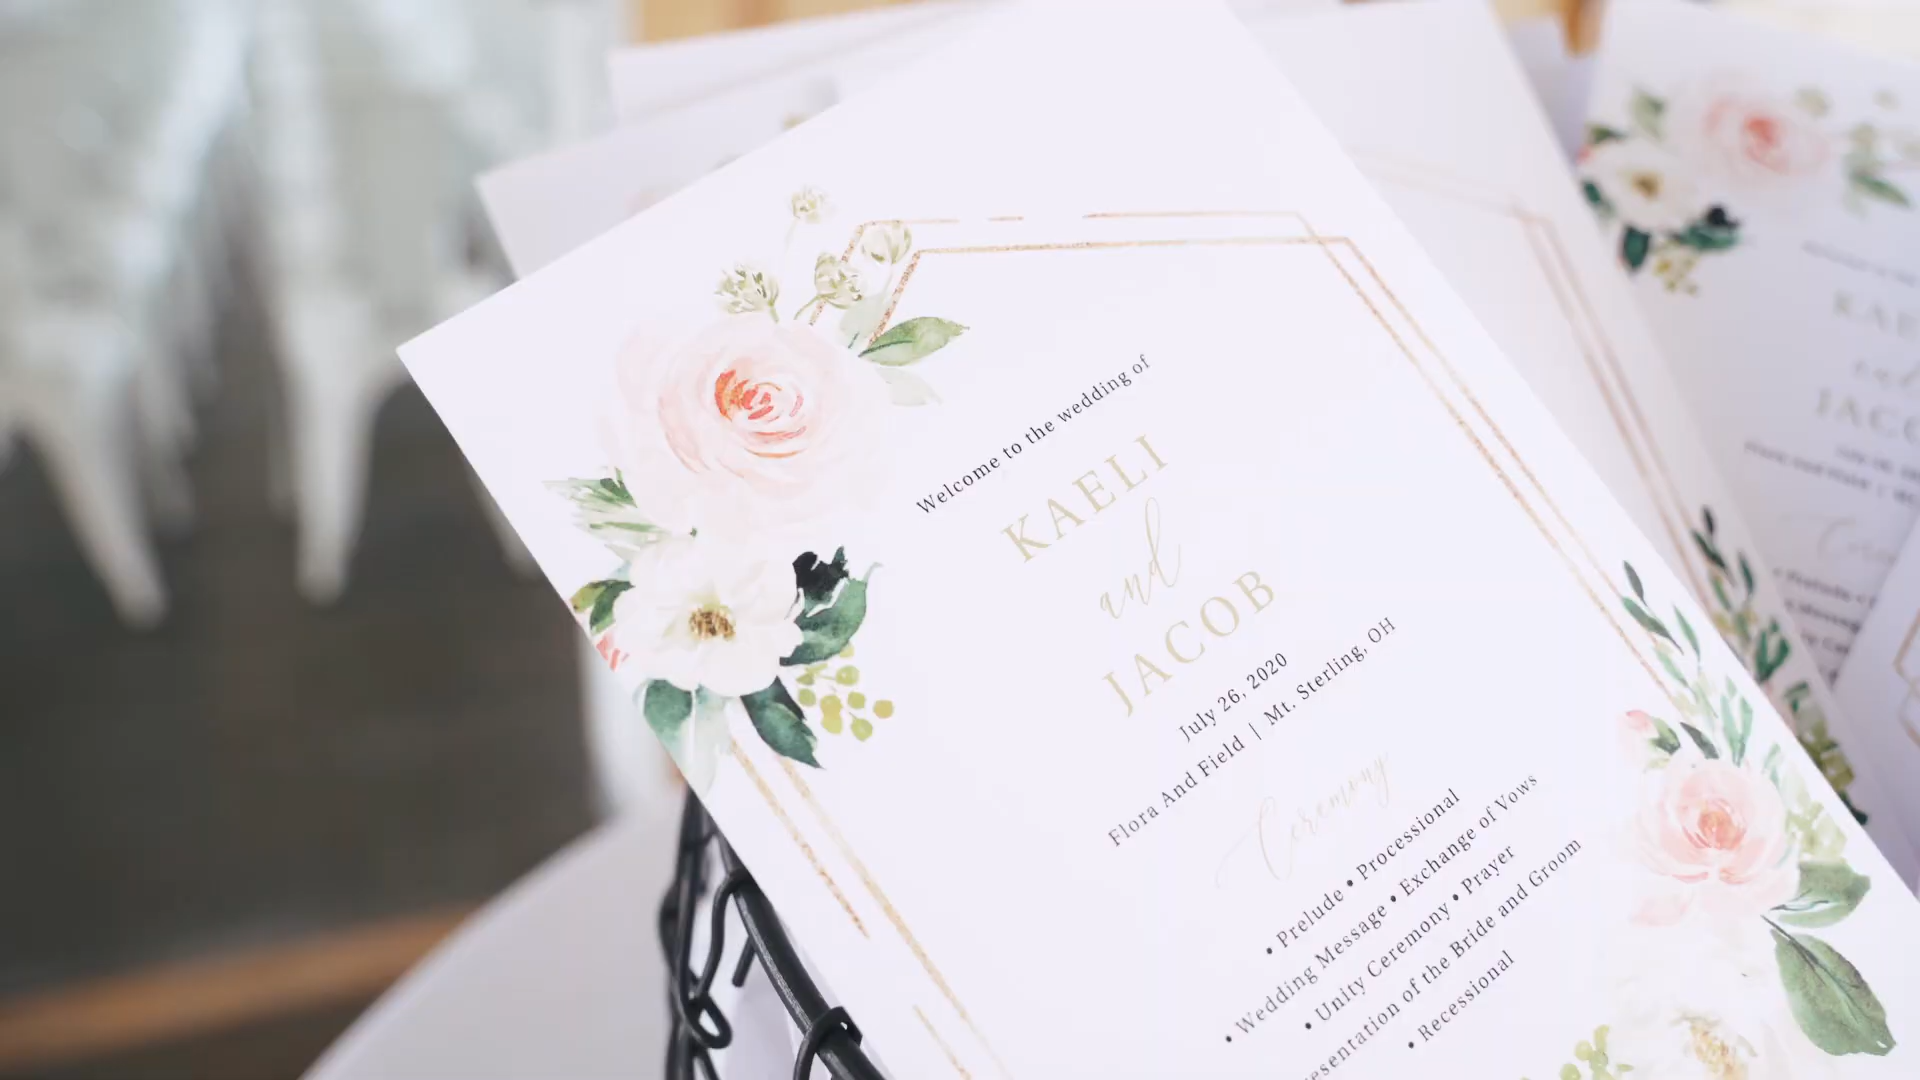 Welcome to the wedding of
KAELI
and
JACOB
July 26, 2020
Flora And Field | Mt. Sterling, OH
Ceremony
• Prelude • Processional
• Wedding Message • Exchange of Vows
• Unity Ceremony • Prayer
of the Bride and Groom
• Recessional
and